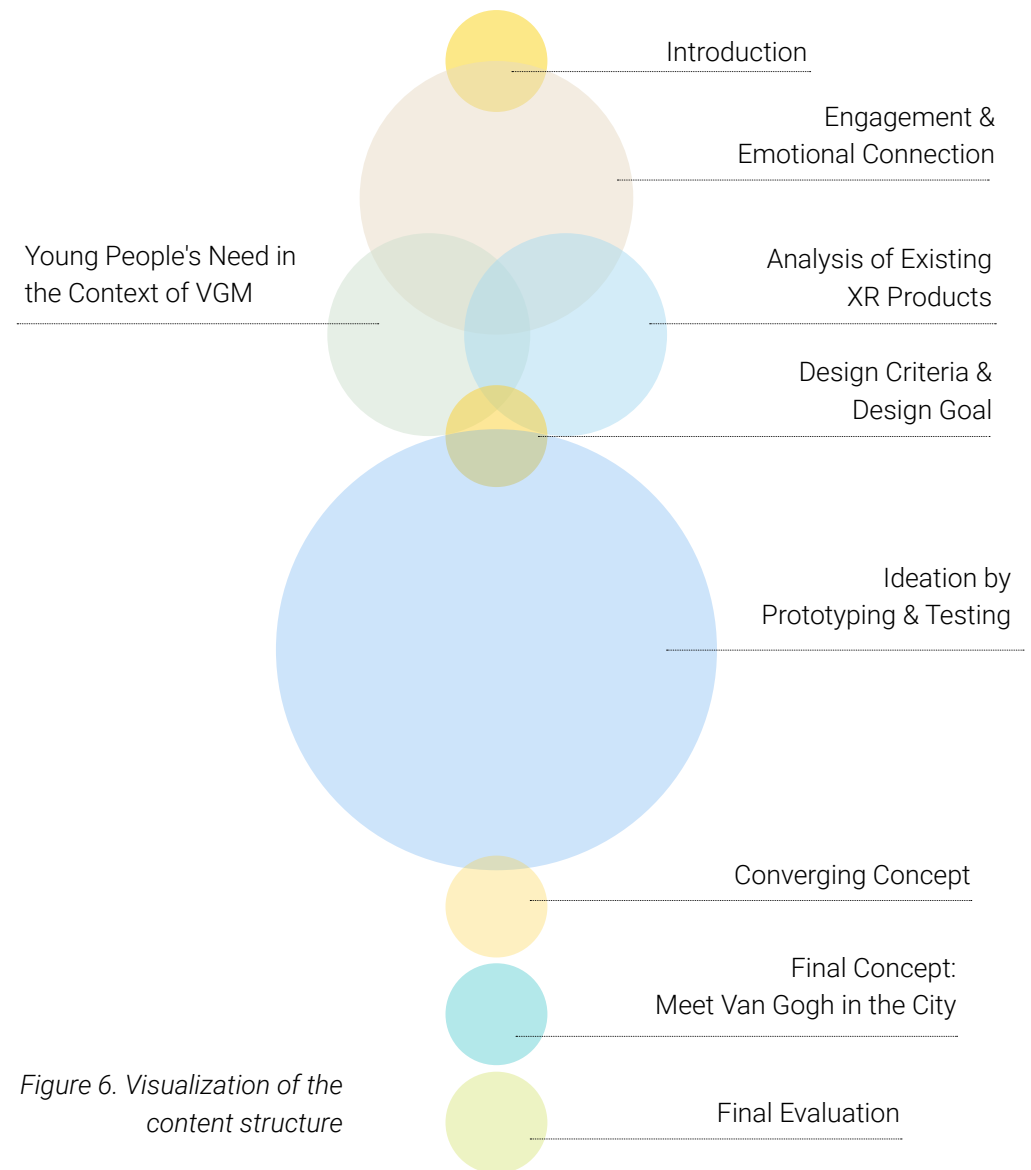 Introduction
Engagement &
Emotional Connection
Young People's Need in
the Context of VGM
Analysis of Existing
XR Products
Design Criteria &
Design Goal
Ideation by
Prototyping & Testing
Converging Concept
Final Concept:
Meet Van Gogh in the City
Figure 6. Visualization of the
content structure
Final Evaluation